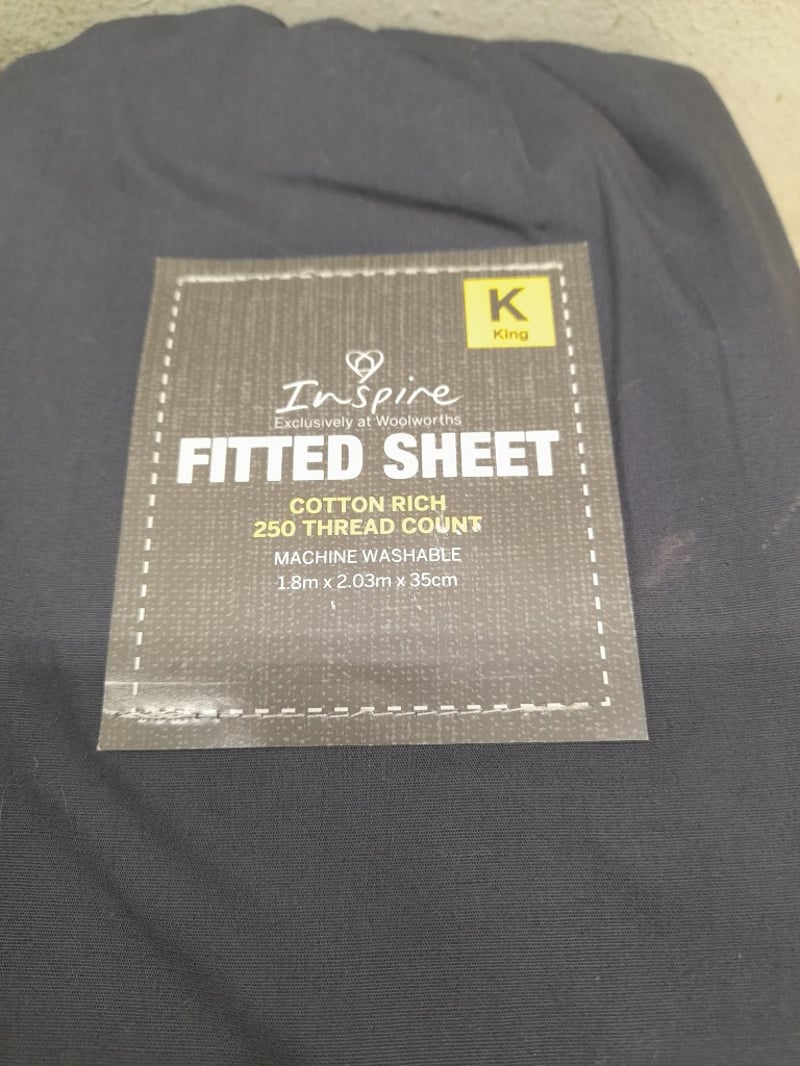 K
King
Inspire
Exclusively at Woolworths
FITTED SHEET
COTTON RICH
250 THREAD COUNT
MACHINE WASHABLE
1.8m x 2.03m x 35cm